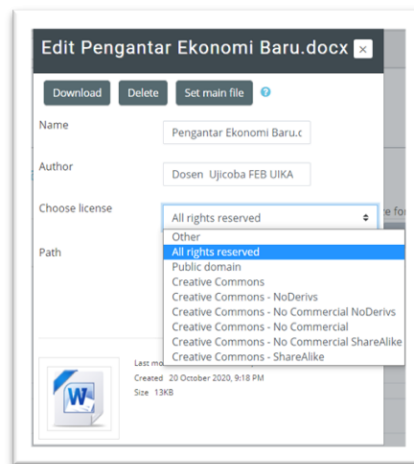 Edit Pengantar Ekonomi Baru.docx ×
Download Delete Set main file ?
Name
Pengantar Ekonomi Baru.c
Author
Dosen Ujicoba FEB UIKA
Choose license
All rights reserved
Other
All rights reserved
Public domain
Creative Commons
Creative Commons - NoDerivs
Creative Commons - No Commercial NoDerivs
Creative Commons - No Commercial
Creative Commons - No Commercial ShareAlike
Creative Commons - ShareAlike
Path
Last mo
Created 20 October 2020, 9:18 PM
Size 13KB
W